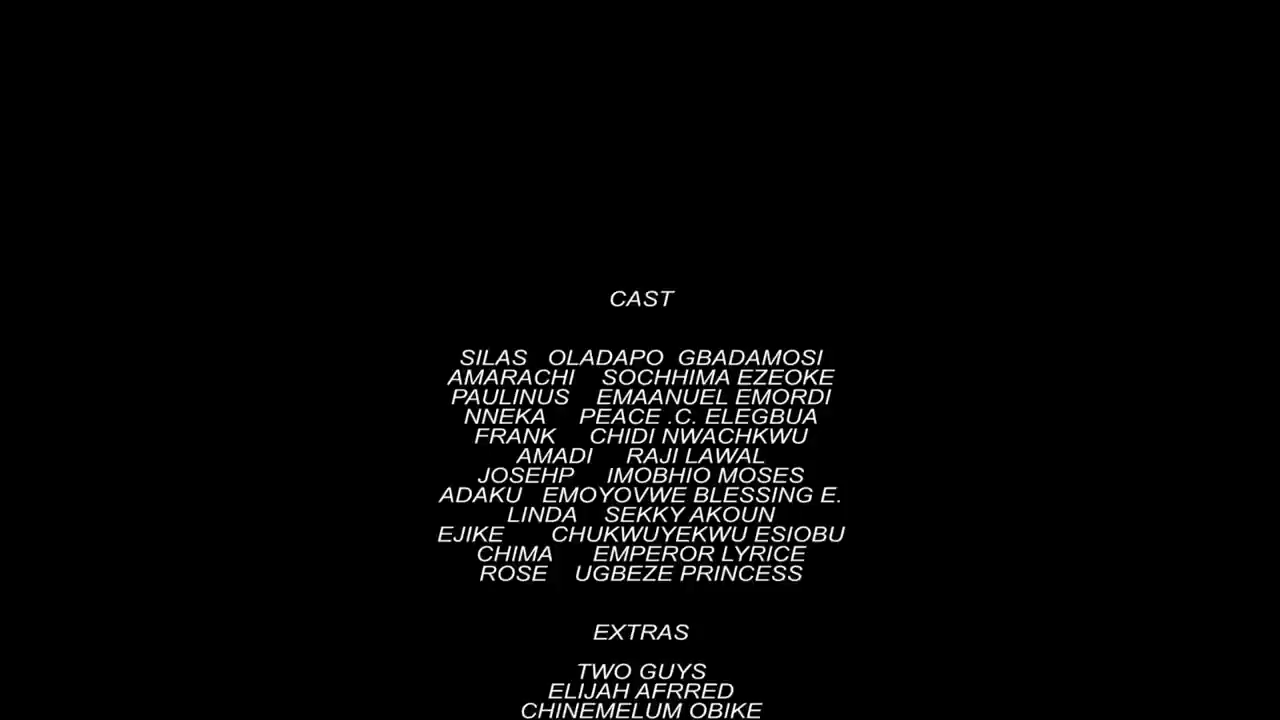 CAST
SILAS OLADAPO GBADAMOSI
AMARACHI SOCHHIMA EZEOKE
PAULINUS EMAANUEL EMORDI
NNEKA PEACE .C. ELEGBUA
FRANK CHIDI NWACHKWU
AMADI RAJI LAWAL
JOSEHP IMOBHIO MOSES
ADAKU EMOYOVWE BLESSING E.
LINDA SEKKY AKOUN
EJIKE CHUKWUYEKWU ESIOBU
CHIMA EMPEROR LYRICE
ROSE UGBEZE PRINCESS
EXTRAS
TWO GUYS
ELIJAH AFRRED
CHINEMELUM OBIKE